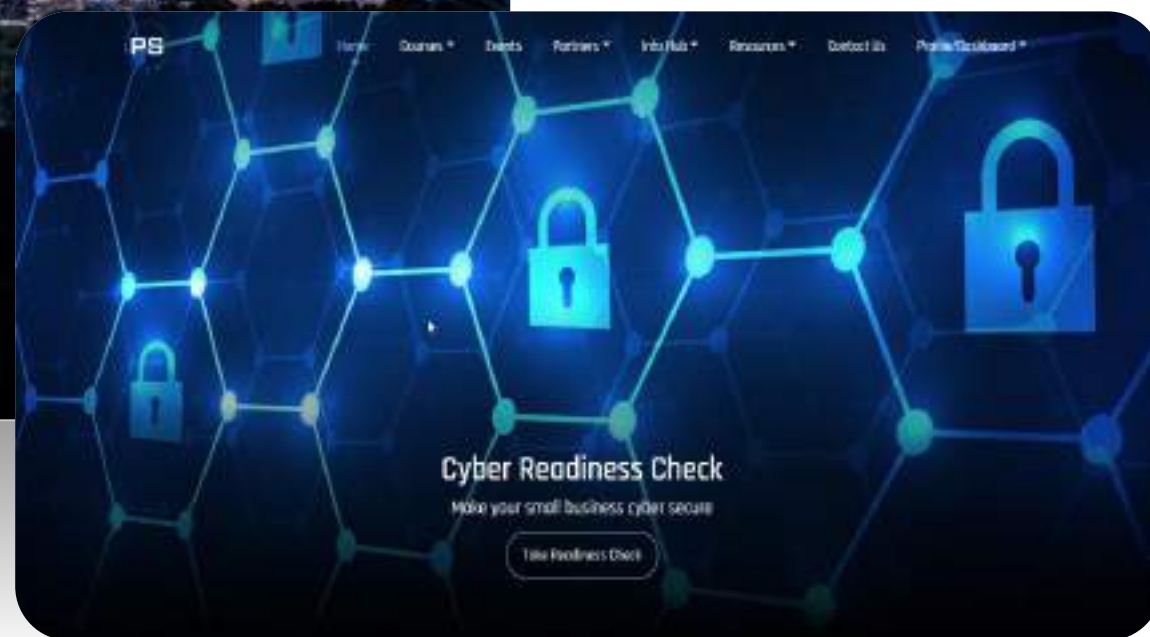 PS
Home Courses Events Partners Info Hub Resources Contact Us Profile/Dashboard
Cyber Readiness Check
Make your small business cyber secure
Take Readiness Check